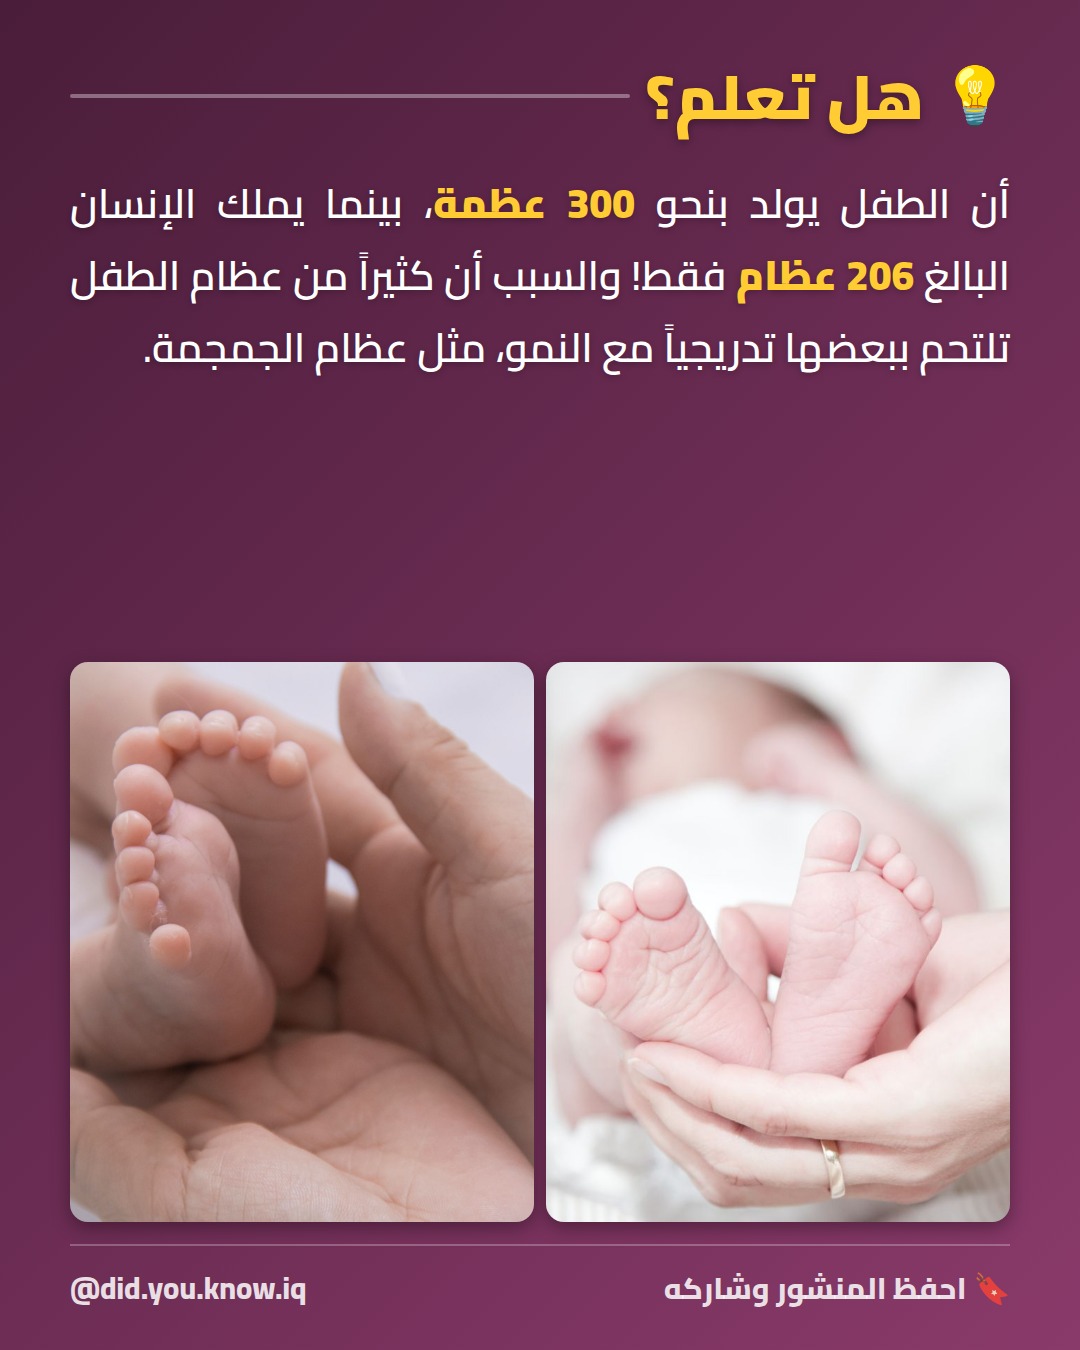 💡 هل تعلم؟
أن الطفل يولد بنحو 300 عظمة، بينما يملك الإنسان
البالغ 206 عظام فقط! والسبب أن كثيراً من عظام الطفل
تلتحم ببعضها تدريجياً مع النمو، مثل عظام الجمجمة.
🔖 احفظ المنشور وشاركه
@did.you.know.iq